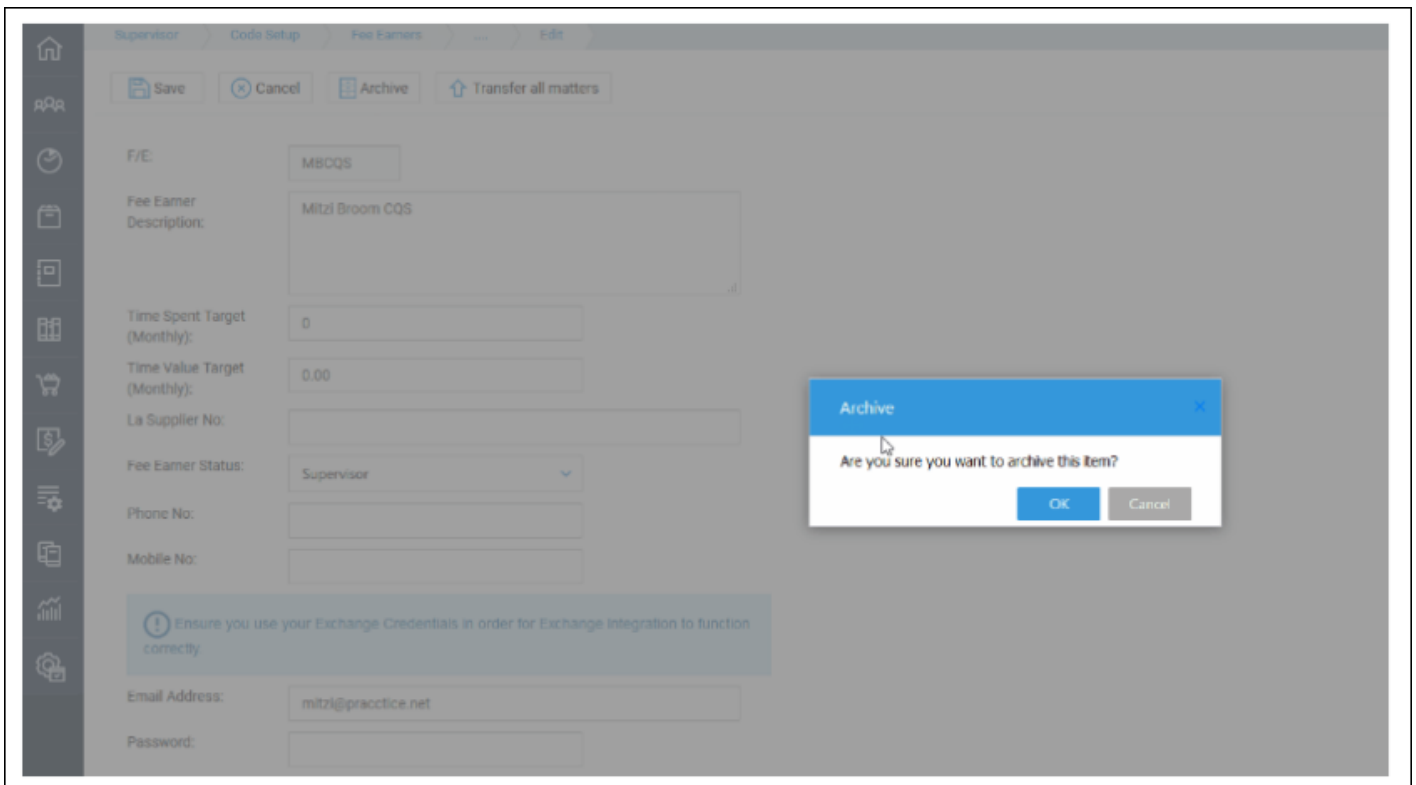 Supervisor Code Setup Fee Earners .... Edit
Save Cancel Archive Transfer all matters
F/E:
MBCQS
Fee Earner
Description:
Mitzi Broom CQS
Time Spent Target
(Monthly):
0
Time Value Target
(Monthly):
0.00
La Supplier No:
Fee Earner Status:
Supervisor
Phone No:
Mobile No:
Ensure you use your Exchange Credentials in order for Exchange Integration to function
correctly.
Email Address:
mitzi@pracctice.net
Password:
Archive
Are you sure you want to archive this item?
OK Cancel